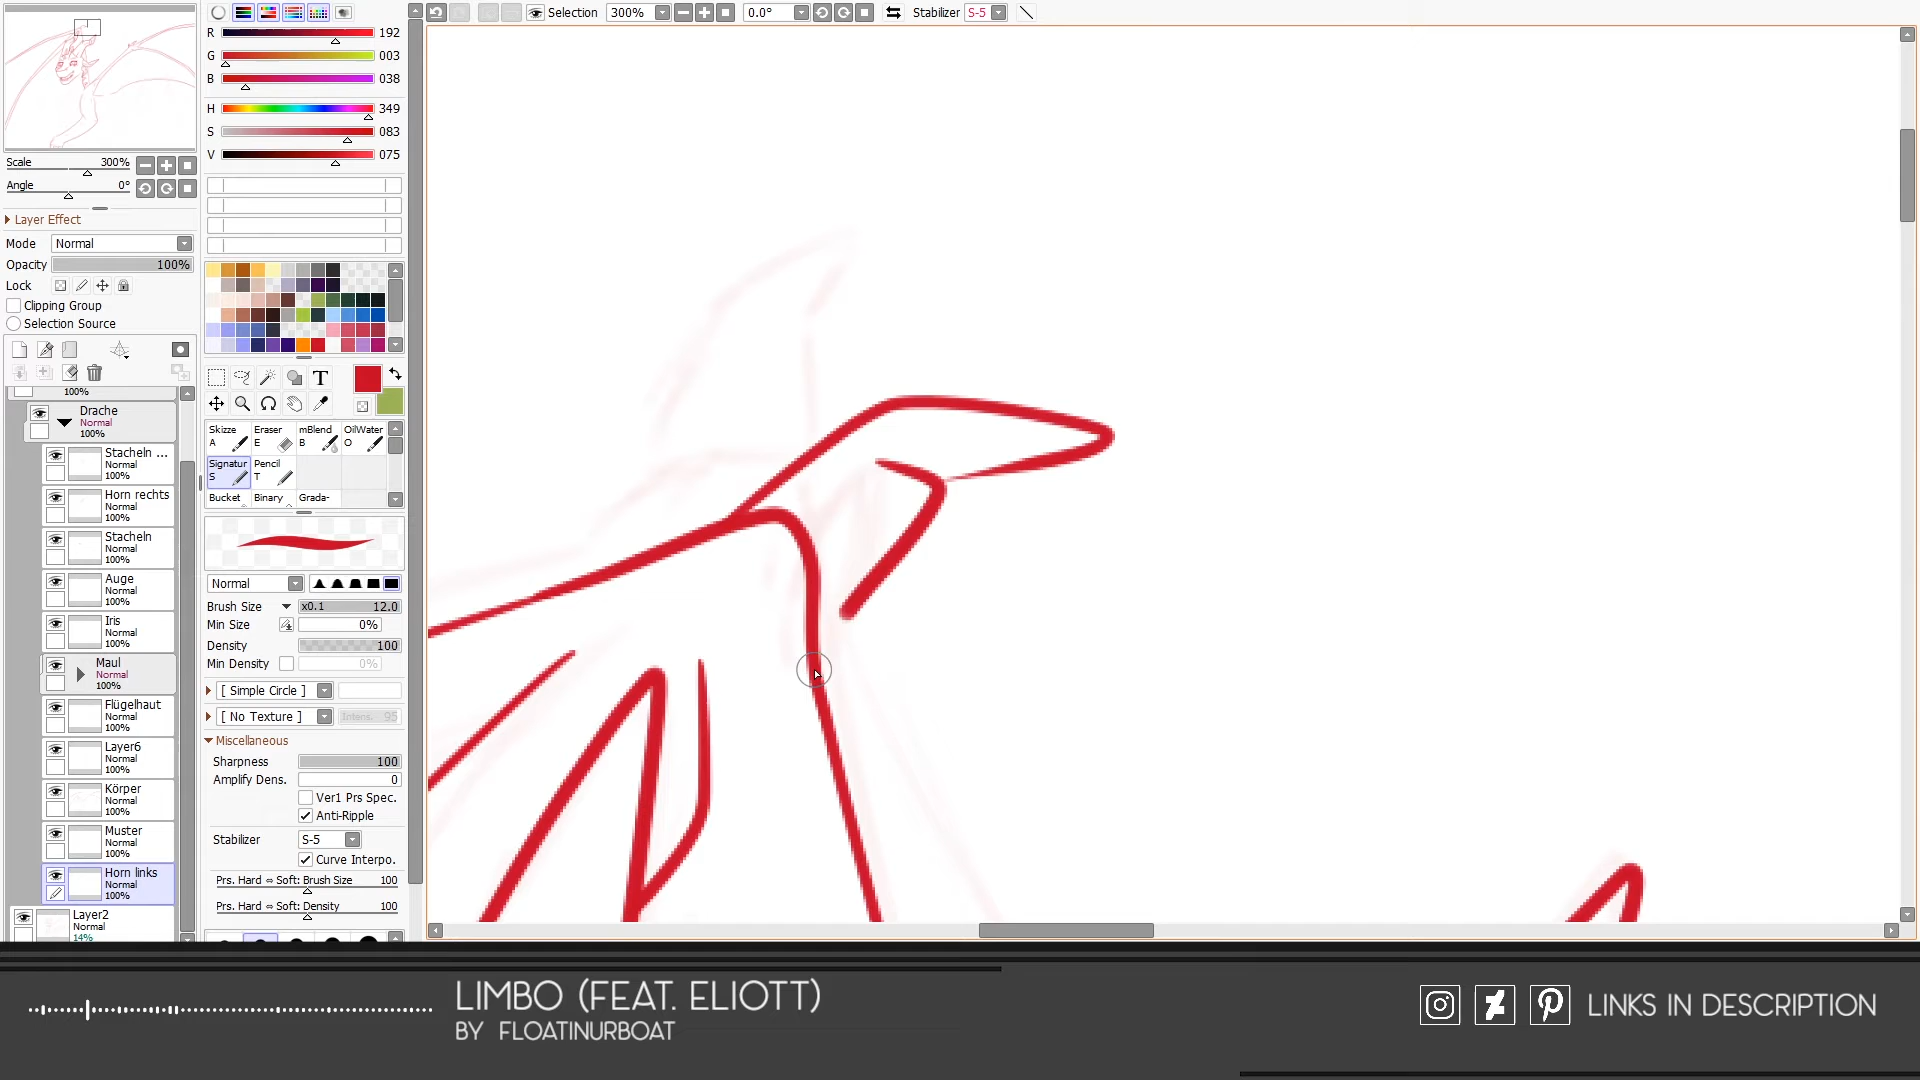 Selection 300% 0.0° Stabilizer S-5
R 192
G 003
B 038
H 349
S 083
V 075
Scale 300%
Angle 0°
Layer Effect
Mode Normal
Opacity 100%
Lock
Clipping Group
Selection Source
100%
Drache
Normal
100%
Stacheln ...
Normal
100%
Horn rechts
Normal
100%
Stacheln
Normal
100%
Auge
Normal
100%
Iris
Normal
100%
Maul
Normal
100%
Flügelhaut
Normal
100%
Layer6
Normal
100%
Körper
Normal
100%
Muster
Normal
100%
Horn links
Normal
100%
Layer2
Normal
14%
T
Skizze Eraser mBlend OilWater
A E B O
Signatur Pencil
S T
Bucket Binary Grada-
Normal
Brush Size x0.1 12.0
Min Size 0%
Density 100
Min Density 0%
[ Simple Circle ]
[ No Texture ] Intens. 95
Miscellaneous
Sharpness 100
Amplify Dens. 0
Ver1 Prs Spec.
Anti-Ripple
Stabilizer S-5
Curve Interpo.
Prs. Hard ⇔ Soft: Brush Size 100
Prs. Hard ⇔ Soft: Density 100
LIMBO (FEAT. ELIOTT)
BY FLOATINURBOAT
LINKS IN DESCRIPTION